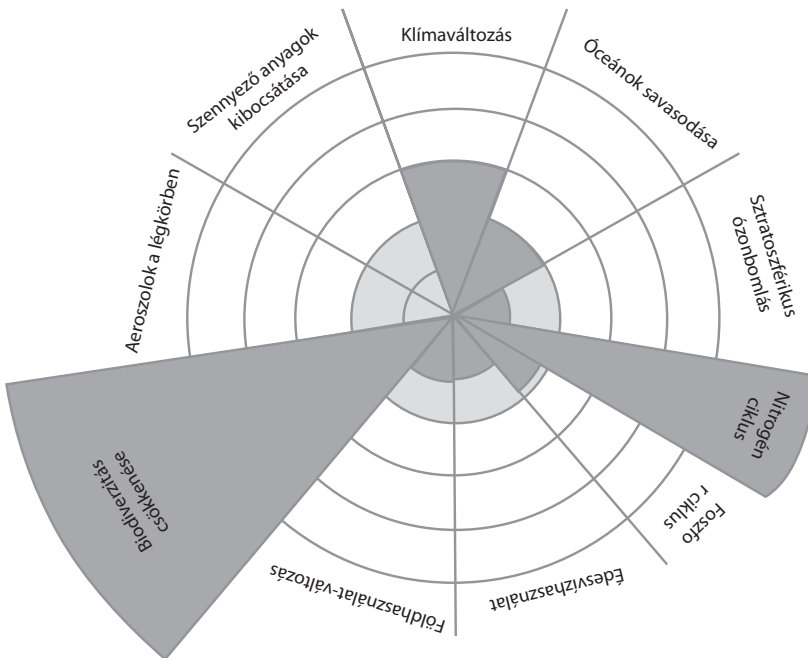 Klímaváltozás
Óceánok savasodása
Sztratoszférikus
ózonbomlás
Nitrogén
ciklus
Foszfo
r ciklus
Édesvízhasználat
Földhasználat-változás
Biodiverzitás
csökkenése
Aeroszolok a légkörben
Szennyező anyagok
kibocsátása